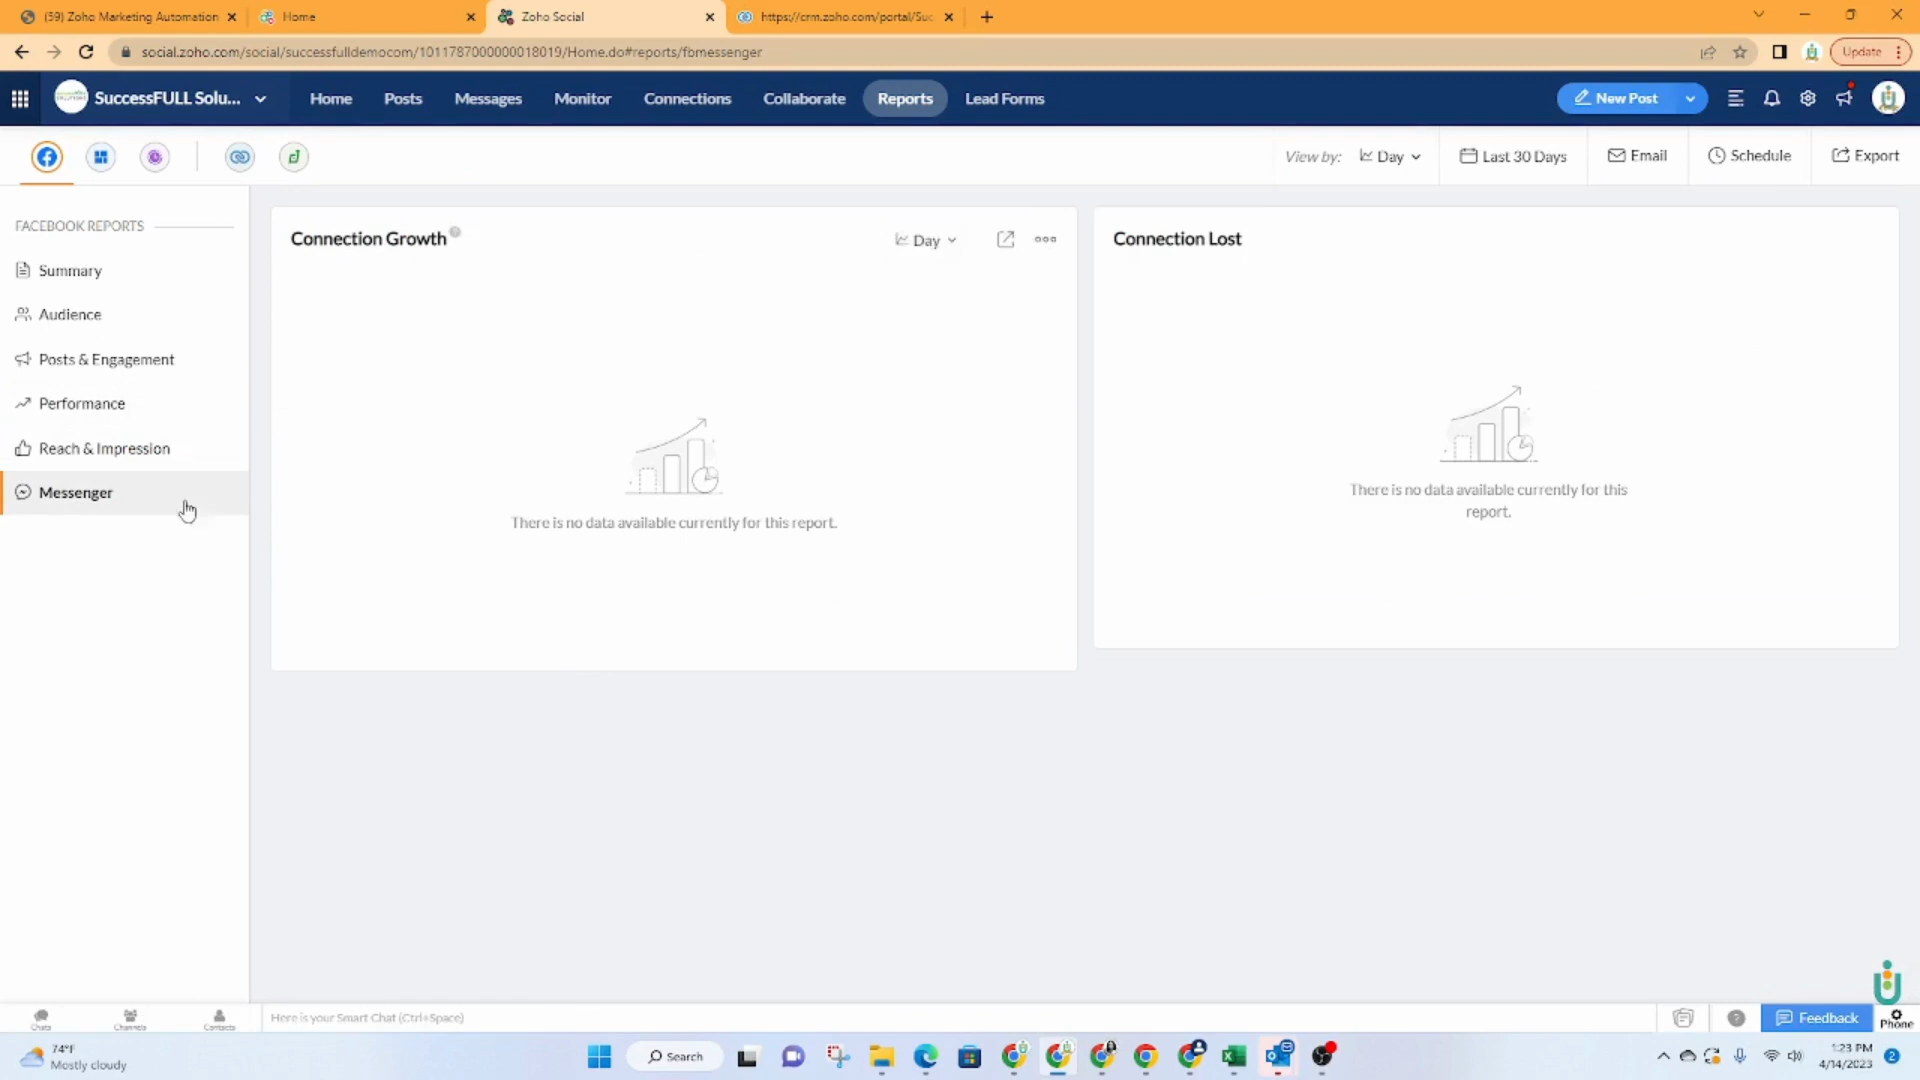 (59) Zoho Marketing Automation
Home
Zoho Social
https://crm.zoho.com/portal/Suc
social.zoho.com/social/successfulldemocom/1011787000000018019/Home.do#reports/fbmessenger
Update
SuccessFULL Solu...
Home
Posts
Messages
Monitor
Connections
Collaborate
Reports
Lead Forms
New Post
View by:
Day
Last 30 Days
Email
Schedule
Export
FACEBOOK REPORTS
Summary
Audience
Posts & Engagement
Performance
Reach & Impression
Messenger
Connection Growth
Day
There is no data available currently for this report.
Connection Lost
There is no data available currently for this
report.
Chats
Channels
Contacts
Here is your Smart Chat (Ctrl+Space)
Feedback
Phone
74°F
Mostly cloudy
Search
1:23 PM
4/14/2023
2